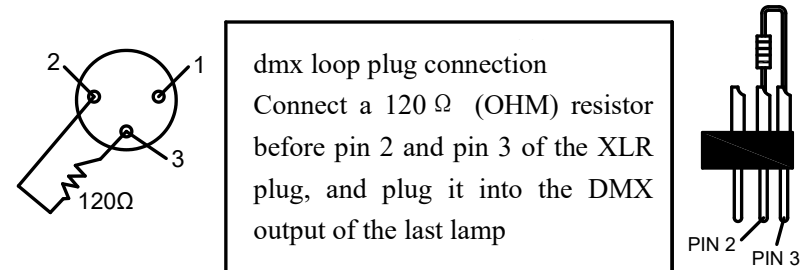 2
1
3
120Ω
dmx loop plug connection
Connect a 120 Ω (OHM) resistor
before pin 2 and pin 3 of the XLR
plug, and plug it into the DMX
output of the last lamp
PIN 2
PIN 3